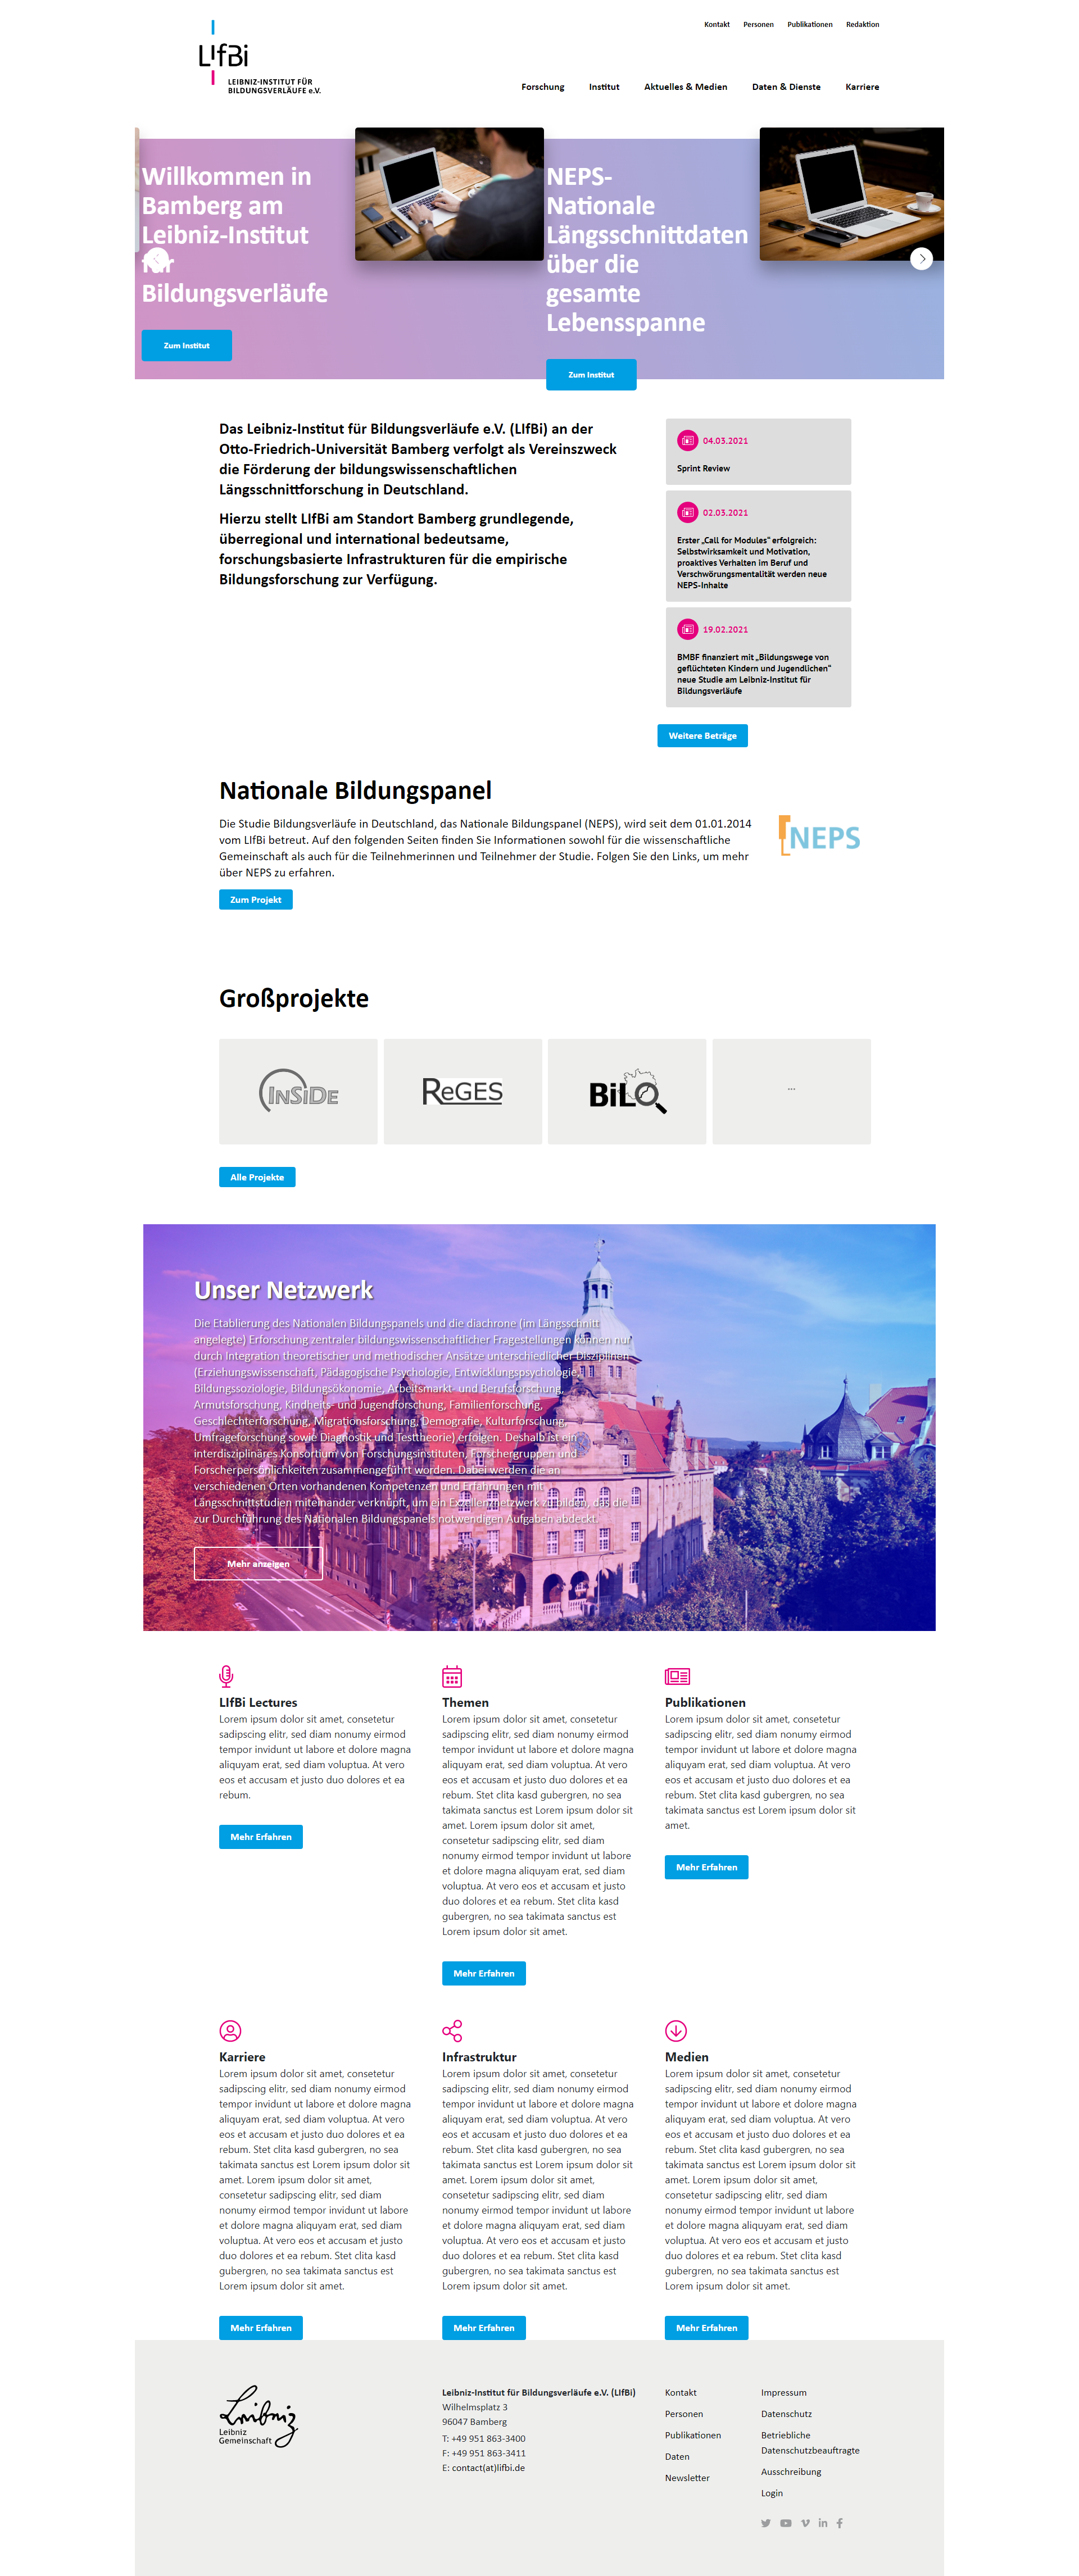 Kontakt Personen Publikationen Redaktion
LIfBi
LEIBNIZ-INSTITUT FÜR
BILDUNGSVERLÄUFE e.V.
Forschung Institut Aktuelles & Medien Daten & Dienste Karriere
Willkommen in
Bamberg am
Leibniz-Institut
für
Bildungsverläufe
Zum Institut
NEPS-
Nationale
Längsschnittdaten
über die
gesamte
Lebensspanne
Zum Institut
Das Leibniz-Institut für Bildungsverläufe e.V. (LIfBi) an der
Otto-Friedrich-Universität Bamberg verfolgt als Vereinszweck
die Förderung der bildungswissenschaftlichen
Längsschnittforschung in Deutschland.
Hierzu stellt LIfBi am Standort Bamberg grundlegende,
überregional und international bedeutsame,
forschungsbasierte Infrastrukturen für die empirische
Bildungsforschung zur Verfügung.
04.03.2021
Sprint Review
02.03.2021
Erster „Call for Modules“ erfolgreich:
Selbstwirksamkeit und Motivation,
proaktives Verhalten im Beruf und
Verschwörungsmentalität werden neue
NEPS-Inhalte
19.02.2021
BMBF finanziert mit „Bildungswege von
geflüchteten Kindern und Jugendlichen“
neue Studie am Leibniz-Institut für
Bildungsverläufe
Weitere Beträge
Nationale Bildungspanel
Die Studie Bildungsverläufe in Deutschland, das Nationale Bildungspanel (NEPS), wird seit dem 01.01.2014
vom LIfBi betreut. Auf den folgenden Seiten finden Sie Informationen sowohl für die wissenschaftliche
Gemeinschaft als auch für die Teilnehmerinnen und Teilnehmer der Studie. Folgen Sie den Links, um mehr
über NEPS zu erfahren.
NEPS
Zum Projekt
Großprojekte
INSIDE
REGES
BiLO
...
Alle Projekte
Unser Netzwerk
Die Etablierung des Nationalen Bildungspanels und die diachrone (im Längsschnitt
angelegte) Erforschung zentraler bildungswissenschaftlicher Fragestellungen können nur
durch Integration theoretischer und methodischer Ansätze unterschiedlicher Disziplinen
(Erziehungswissenschaft, Pädagogische Psychologie, Entwicklungspsychologie,
Bildungssoziologie, Bildungsökonomie, Arbeitsmarkt- und Berufsforschung,
Armutsforschung, Kindheits- und Jugendforschung, Familienforschung,
Geschlechterforschung, Migrationsforschung, Demografie, Kulturforschung,
Umfrageforschung sowie Diagnostik und Testtheorie) erfolgen. Deshalb ist ein
interdisziplinäres Konsortium von Forschungsinstituten, Forschergruppen und
Forscherpersönlichkeiten zusammengeführt worden. Dabei werden die an
verschiedenen Orten vorhandenen Kompetenzen und Erfahrungen mit
Längsschnittstudien miteinander verknüpft, um ein Exzellenznetzwerk zu bilden, das die
zur Durchführung des Nationalen Bildungspanels notwendigen Aufgaben abdeckt.
Mehr anzeigen
LIfBi Lectures
Lorem ipsum dolor sit amet, consetetur
sadipscing elitr, sed diam nonumy eirmod
tempor invidunt ut labore et dolore magna
aliquyam erat, sed diam voluptua. At vero
eos et accusam et justo duo dolores et ea
rebum.
Mehr Erfahren
Themen
Lorem ipsum dolor sit amet, consetetur
sadipscing elitr, sed diam nonumy eirmod
tempor invidunt ut labore et dolore magna
aliquyam erat, sed diam voluptua. At vero
eos et accusam et justo duo dolores et ea
rebum. Stet clita kasd gubergren, no sea
takimata sanctus est Lorem ipsum dolor sit
amet. Lorem ipsum dolor sit amet,
consetetur sadipscing elitr, sed diam
nonumy eirmod tempor invidunt ut labore
et dolore magna aliquyam erat, sed diam
voluptua. At vero eos et accusam et justo
duo dolores et ea rebum. Stet clita kasd
gubergren, no sea takimata sanctus est
Lorem ipsum dolor sit amet.
Mehr Erfahren
Publikationen
Lorem ipsum dolor sit amet, consetetur
sadipscing elitr, sed diam nonumy eirmod
tempor invidunt ut labore et dolore magna
aliquyam erat, sed diam voluptua. At vero
eos et accusam et justo duo dolores et ea
rebum. Stet clita kasd gubergren, no sea
takimata sanctus est Lorem ipsum dolor sit
amet.
Mehr Erfahren
Karriere
Lorem ipsum dolor sit amet, consetetur
sadipscing elitr, sed diam nonumy eirmod
tempor invidunt ut labore et dolore magna
aliquyam erat, sed diam voluptua. At vero
eos et accusam et justo duo dolores et ea
rebum. Stet clita kasd gubergren, no sea
takimata sanctus est Lorem ipsum dolor sit
amet. Lorem ipsum dolor sit amet,
consetetur sadipscing elitr, sed diam
nonumy eirmod tempor invidunt ut labore
et dolore magna aliquyam erat, sed diam
voluptua. At vero eos et accusam et justo
duo dolores et ea rebum. Stet clita kasd
gubergren, no sea takimata sanctus est
Lorem ipsum dolor sit amet.
Mehr Erfahren
Infrastruktur
Lorem ipsum dolor sit amet, consetetur
sadipscing elitr, sed diam nonumy eirmod
tempor invidunt ut labore et dolore magna
aliquyam erat, sed diam voluptua. At vero
eos et accusam et justo duo dolores et ea
rebum. Stet clita kasd gubergren, no sea
takimata sanctus est Lorem ipsum dolor sit
amet. Lorem ipsum dolor sit amet,
consetetur sadipscing elitr, sed diam
nonumy eirmod tempor invidunt ut labore
et dolore magna aliquyam erat, sed diam
voluptua. At vero eos et accusam et justo
duo dolores et ea rebum. Stet clita kasd
gubergren, no sea takimata sanctus est
Lorem ipsum dolor sit amet.
Mehr Erfahren
Medien
Lorem ipsum dolor sit amet, consetetur
sadipscing elitr, sed diam nonumy eirmod
tempor invidunt ut labore et dolore magna
aliquyam erat, sed diam voluptua. At vero
eos et accusam et justo duo dolores et ea
rebum. Stet clita kasd gubergren, no sea
takimata sanctus est Lorem ipsum dolor sit
amet. Lorem ipsum dolor sit amet,
consetetur sadipscing elitr, sed diam
nonumy eirmod tempor invidunt ut labore
et dolore magna aliquyam erat, sed diam
voluptua. At vero eos et accusam et justo
duo dolores et ea rebum. Stet clita kasd
gubergren, no sea takimata sanctus est
Lorem ipsum dolor sit amet.
Mehr Erfahren
Leibniz
Leibniz
Gemeinschaft
Leibniz-Institut für Bildungsverläufe e.V. (LIfBi)
Wilhelmsplatz 3
96047 Bamberg
T: +49 951 863-3400
F: +49 951 863-3411
E: contact(at)lifbi.de
Kontakt
Personen
Publikationen
Daten
Newsletter
Impressum
Datenschutz
Betriebliche
Datenschutzbeauftragte
Ausschreibung
Login